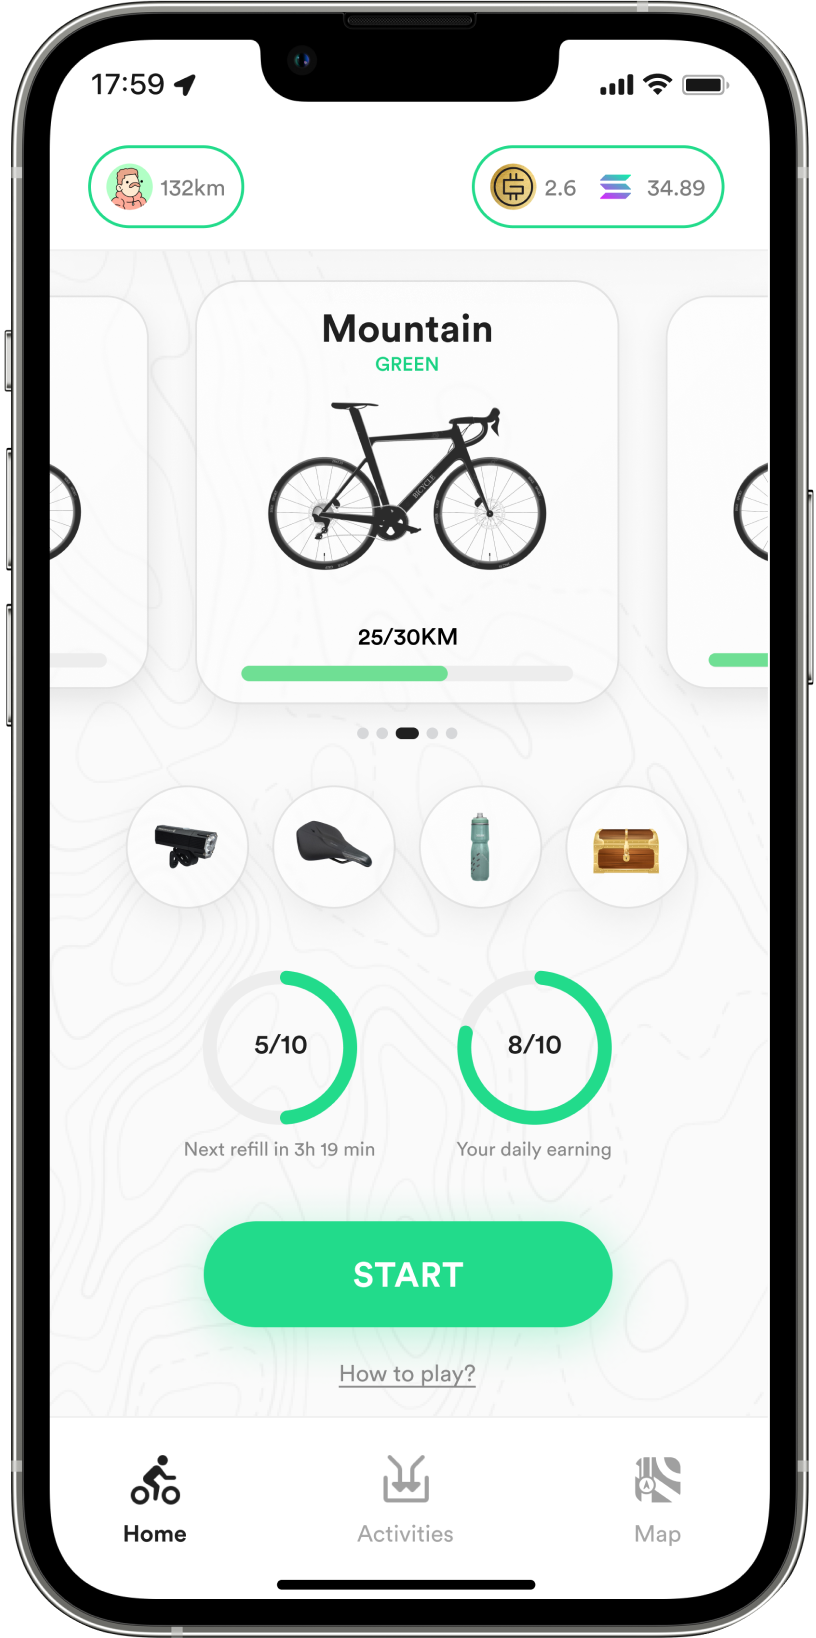 17:59
132km
2.6
34.89
Mountain
GREEN
BICYCLE
25/30KM
5/10
8/10
Next refill in 3h 19 min
Your daily earning
START
How to play?
Home
Activities
Map